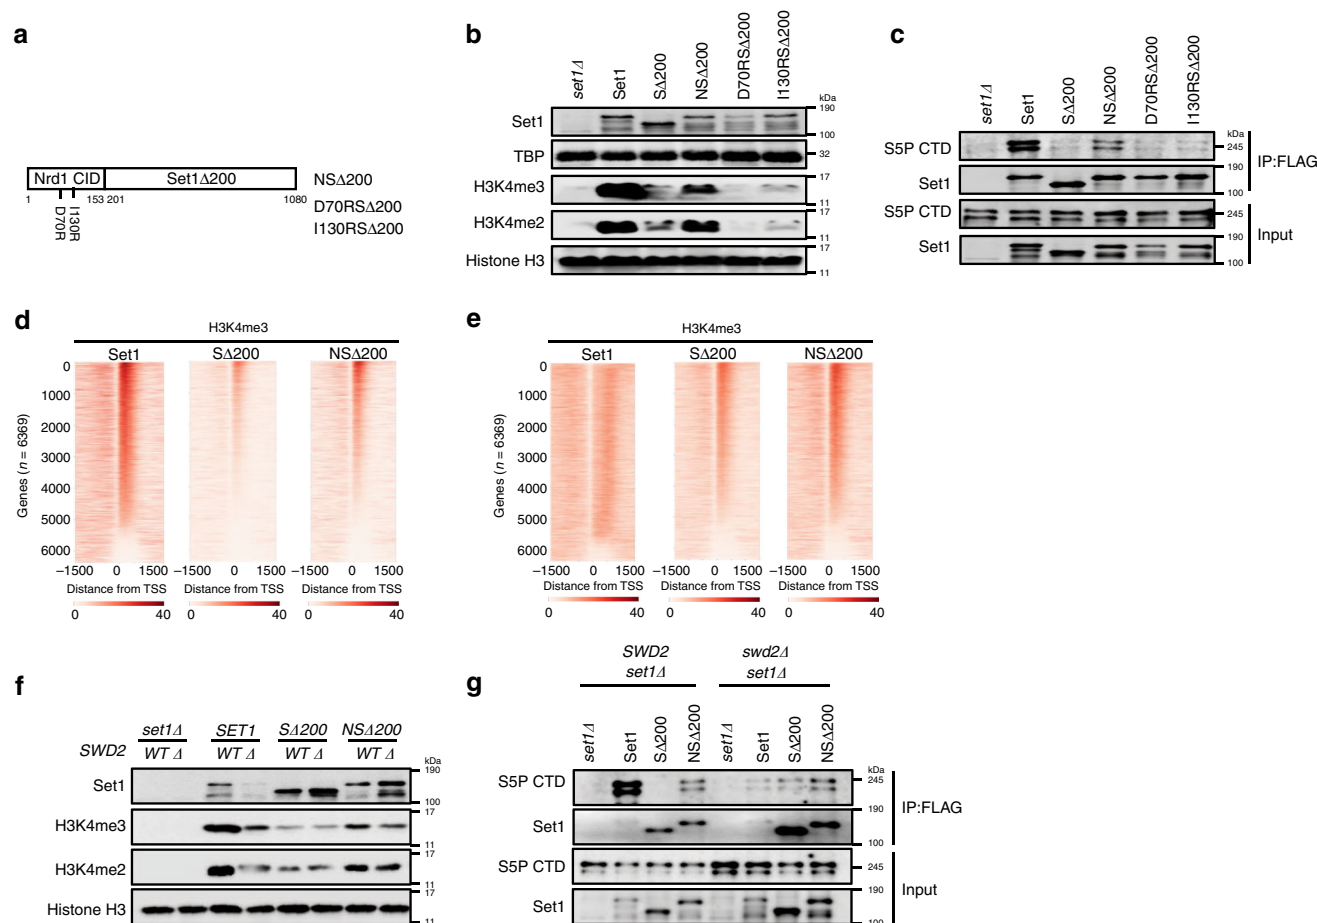 a
Nrd1 CID Set1Δ200 NSΔ200
1 153 201 1080
D70R I130R
D70RSΔ200
I130RSΔ200
b
set1Δ Set1 SΔ200 NSΔ200 D70RSΔ200 I130RSΔ200
kDa
Set1 190 100
TBP 32
H3K4me3 17 11
H3K4me2 17 11
Histone H3 17 11
c
set1Δ Set1 SΔ200 NSΔ200 D70RSΔ200 I130RSΔ200
kDa
S5P CTD 245
Set1 190 100
IP:FLAG
S5P CTD 245
Set1 190 100
Input
d
H3K4me3
Set1 SΔ200 NSΔ200
Genes (n = 6369)
0
1000
2000
3000
4000
5000
6000
−1500 0 −1500 0 1500 −1500 0 1500
Distance from TSS Distance from TSS Distance from TSS
0 40 0 40 0 40
e
H3K4me3
Set1 SΔ200 NSΔ200
Genes (n = 6369)
0
1000
2000
3000
4000
5000
6000
−1500 0 1500 −1500 0 1500 −1500 0 1500
Distance from TSS Distance from TSS Distance from TSS
0 40 0 40 0 40
f
set1Δ SET1 SΔ200 NSΔ200
SWD2 WT Δ WT Δ WT Δ WT Δ
kDa
Set1 190 100
H3K4me3 17 11
H3K4me2 17 11
Histone H3 17 11
g
SWD2 swd2Δ
set1Δ set1Δ
set1Δ Set1 SΔ200 NSΔ200 set1Δ Set1 SΔ200 NSΔ200
kDa
S5P CTD 245
Set1 190 100
IP:FLAG
S5P CTD 245
Set1 190 100
Input